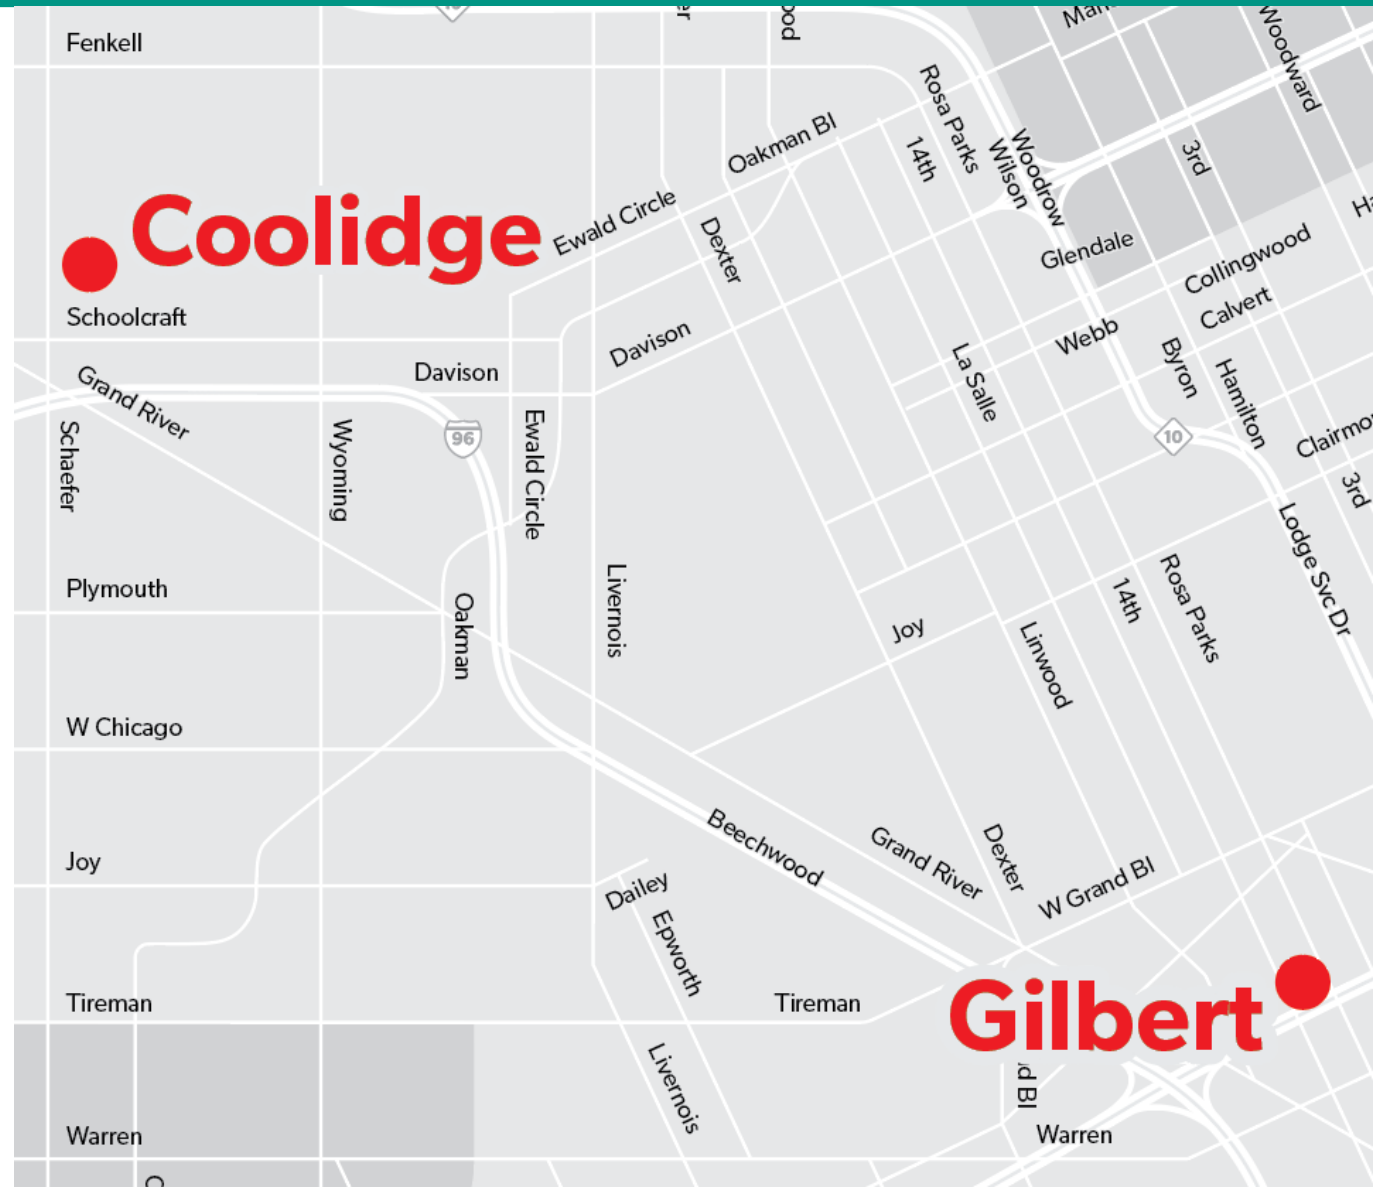 Fenkell
Woodward
Rosa Parks
Oakman Bl
14th
Woodrow
Wilson
3rd
Coolidge
Ewald Circle
Dexter
Glendale
Collingwood
Calvert
Schoolcraft
Davison
Webb
Davison
Grand River
La Salle
Byron
Hamilton
Schaefer
Wyoming
96
Ewald Circle
10
3rd
Lodge Svc Dr
Plymouth
Oakman
Livernois
14th
Rosa Parks
Joy
Linwood
W Chicago
Beechwood
Grand River
Dexter
Joy
W Grand Bl
Dailey
Epworth
Tireman
Tireman
Gilbert
Livernois
d Bl
Warren
Warren